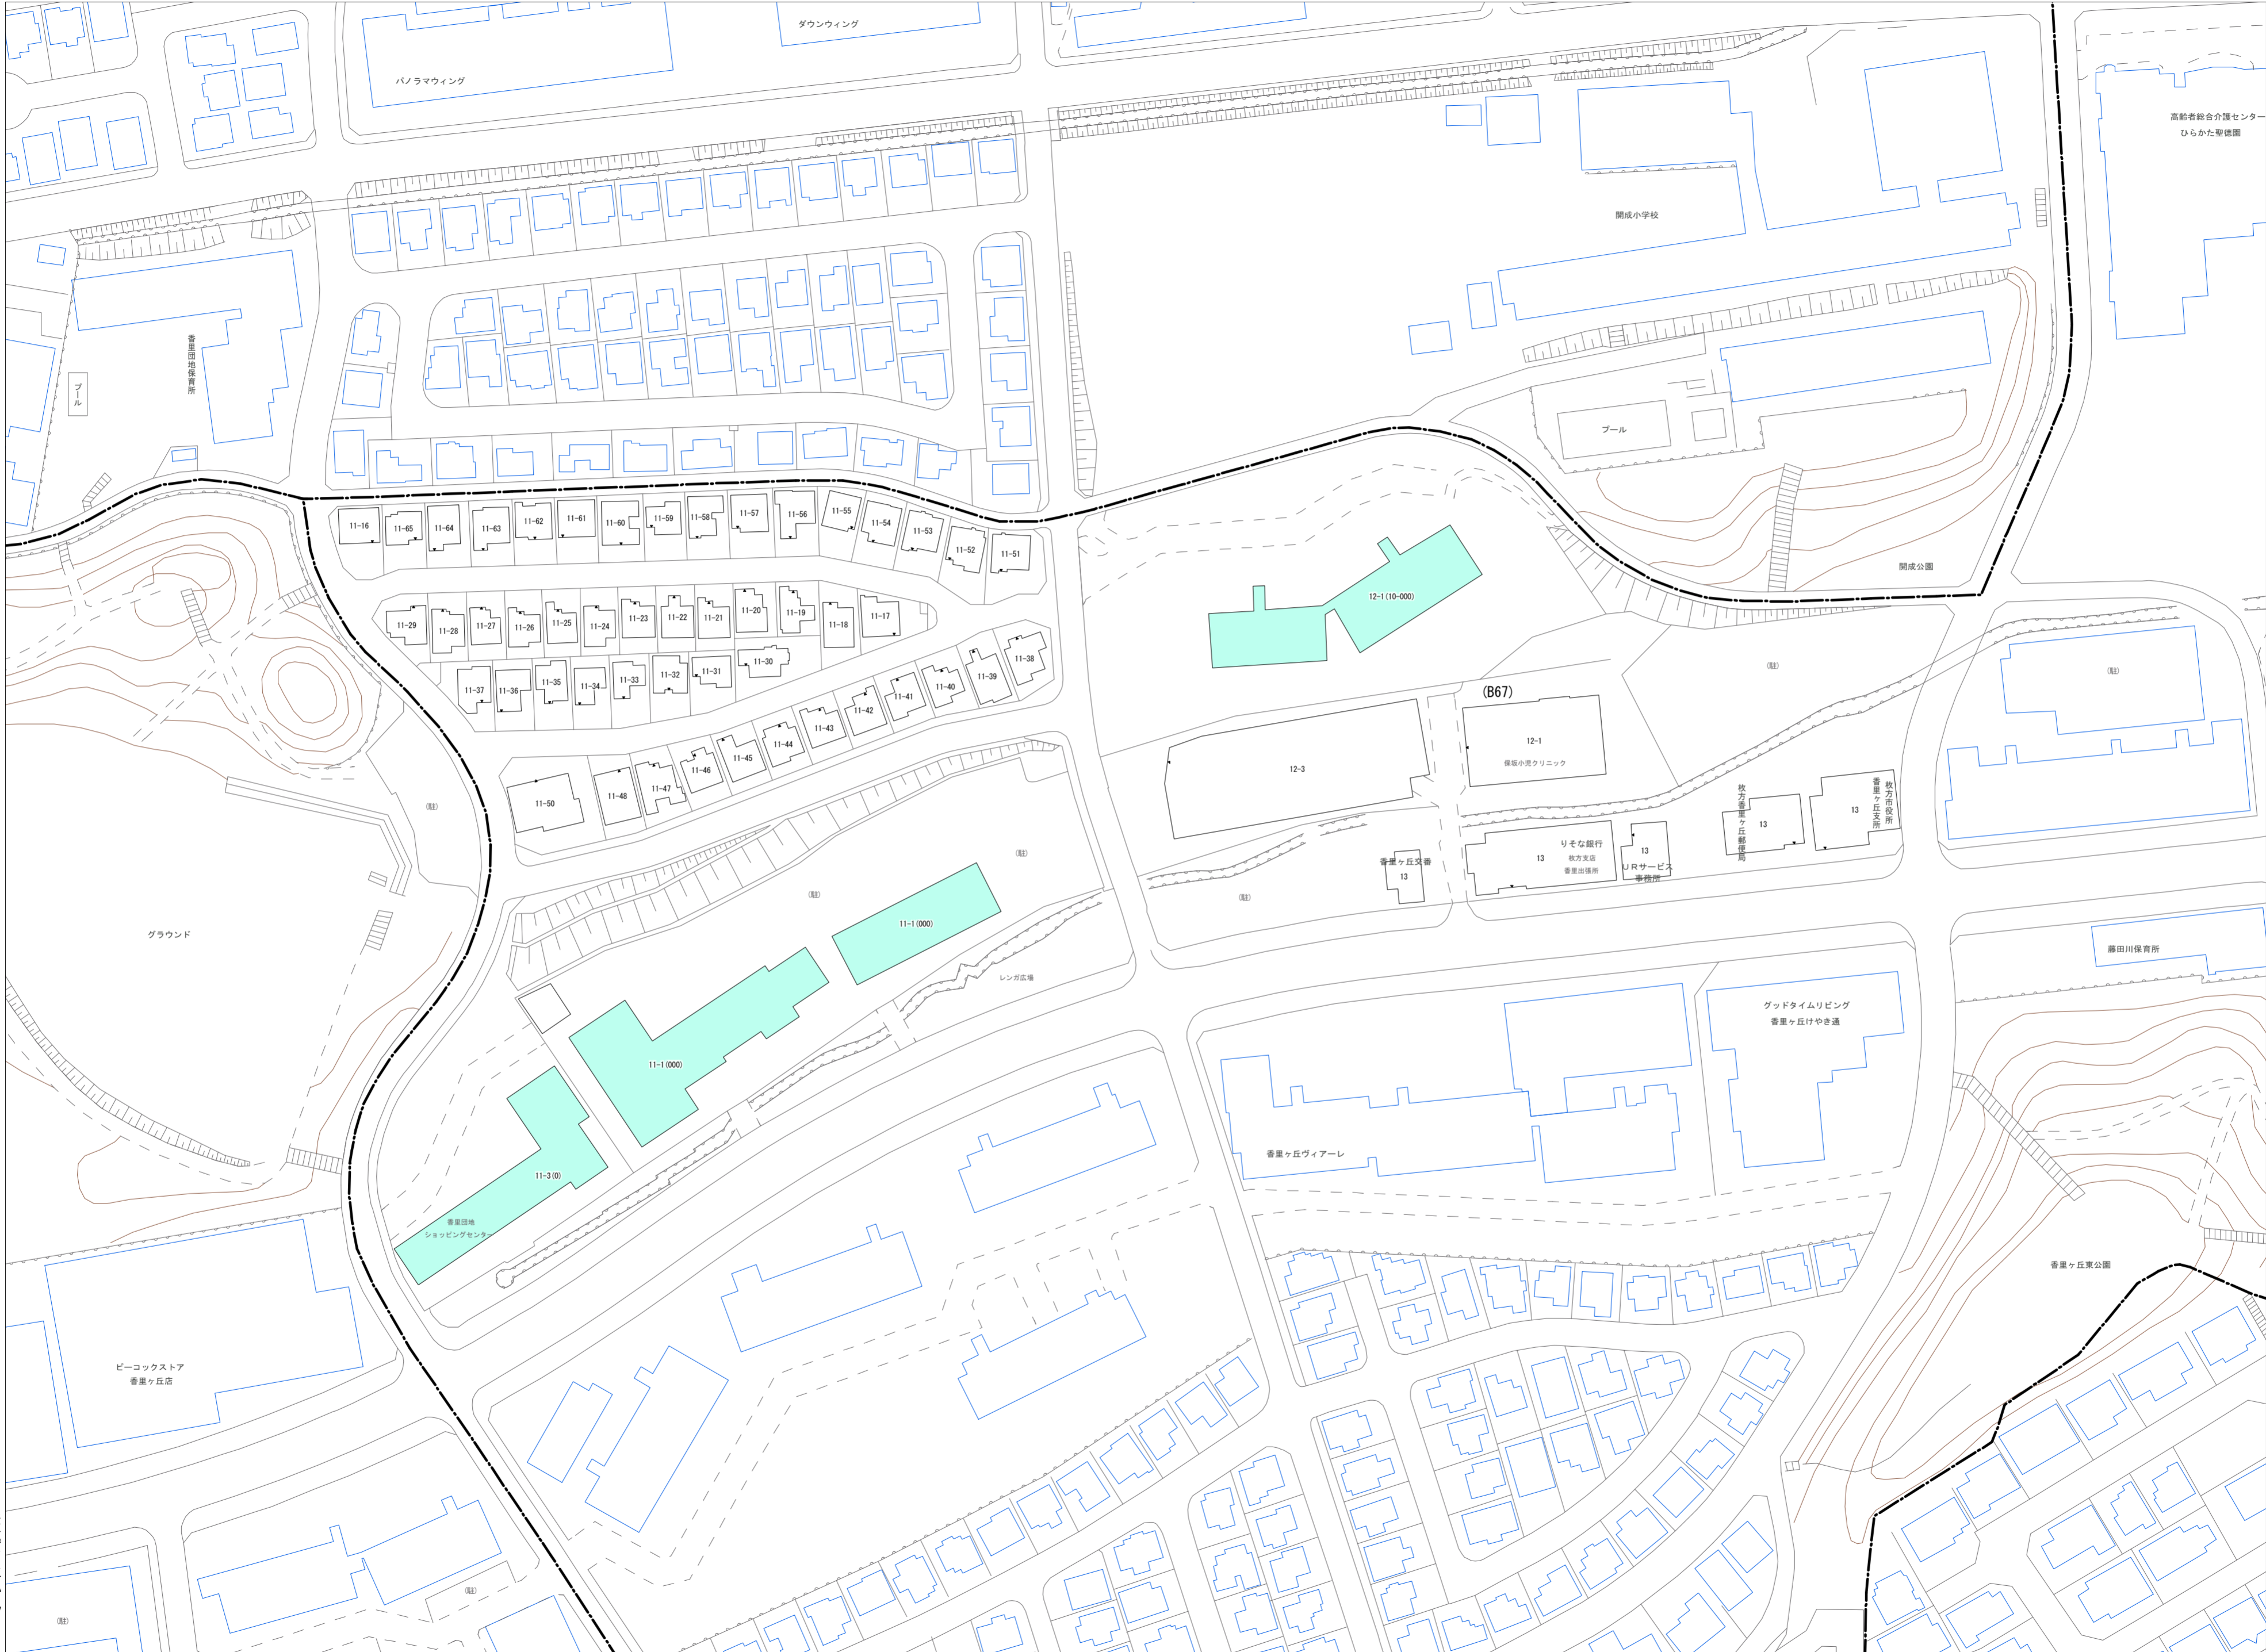 ダウンウィング
パノラマウィング
高齢者総合介護センター
ひらかた聖徳園
開成小学校
香里団地保育所
プール
プール
開成公園
11-16
11-65
11-64
11-63
11-62
11-61
11-60
11-59
11-58
11-57
11-56
11-55
11-54
11-53
11-52
11-51
12-1(10-000)
11-29
11-28
11-27
11-26
11-25
11-24
11-23
11-22
11-21
11-20
11-19
11-18
11-17
11-37
11-36
11-35
11-34
11-33
11-32
11-31
11-30
11-38
11-39
11-40
11-41
11-42
11-43
11-44
11-45
11-46
11-47
11-48
11-50
(駐)
(駐)
(B67)
12-1
保坂小児クリニック
12-3
(駐)
枚方香里ヶ丘郵便局
13
枚方市役所
香里ヶ丘支所
13
りそな銀行
枚方支店
香里出張所
13
13
URサービス
事務所
香里ヶ丘交番
13
(駐)
(駐)
(駐)
11-1(000)
グラウンド
レンガ広場
藤田川保育所
グッドタイムリビング
香里ヶ丘けやき通
11-1(000)
香里ヶ丘ヴィアーレ
11-3(0)
香里団地
ショッピングセンター
香里ヶ丘東公園
ピーコックストア
香里ヶ丘店
(駐)
(駐)